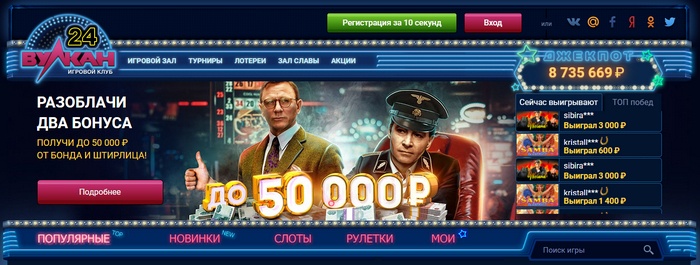 Регистрация за 10 секунд
Вход
или
24
ВУЛКАН
ИГРОВОЙ КЛУБ
ИГРОВОЙ ЗАЛ
ТУРНИРЫ
ЛОТЕРЕИ
ЗАЛ СЛАВЫ
АКЦИИ
ДЖЕКПОТ
8 735 669 ₽
РАЗОБЛАЧИ
ДВА БОНУСА
ПОЛУЧИ ДО 50 000 ₽
ОТ БОНДА И ШТИРЛИЦА!
Подробнее
ДО 50 000 ₽
Сейчас выигрывают
ТОП побед
sibira***
Выиграл 3 000 ₽
kristall***
Выиграл 600 ₽
sibira***
Выиграл 3 000 ₽
kristall***
Выиграл 1 400 ₽
ПОПУЛЯРНЫЕ TOP
НОВИНКИ NEW
СЛОТЫ
РУЛЕТКИ
МОИ
Поиск игры